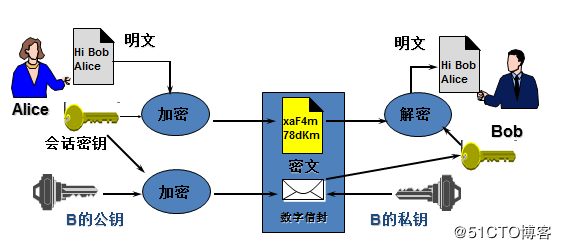 Hi Bob
Alice
明文
Alice
会话密钥
加密
xaF4m
78dKm
密文
解密
明文
Hi Bob
Alice
Bob
B的公钥
加密
数字信封
B的私钥
@51CTO博客